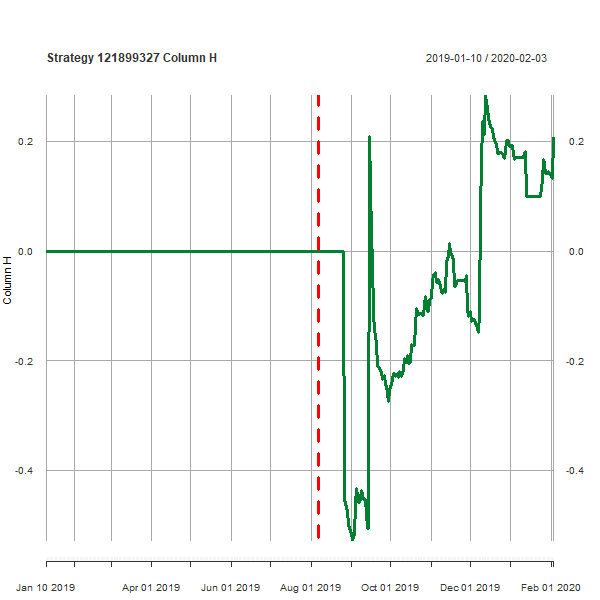 Strategy 121899327 Column H
2019-01-10 / 2020-02-03
0.2
0.2
0.0
0.0
-0.2
-0.2
-0.4
-0.4
Column H
Jan 10 2019
Apr 01 2019
Jun 01 2019
Aug 01 2019
Oct 01 2019
Dec 01 2019
Feb 01 2020